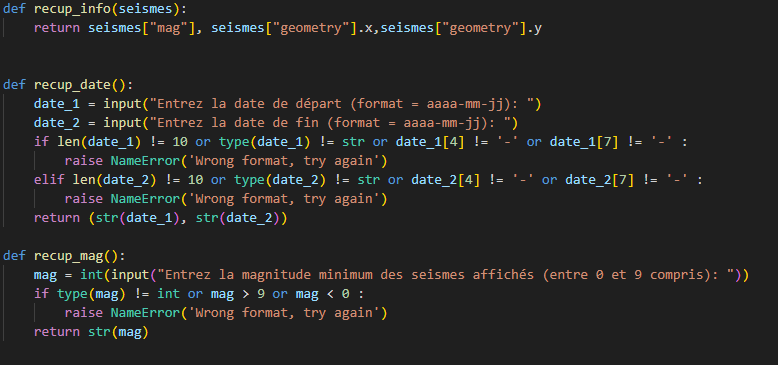 def recup_info(seismes):
    return seismes["mag"], seismes["geometry"].x,seismes["geometry"].y
def recup_date():
    date_1 = input("Entrez la date de départ (format = aaaa-mm-jj): ")
    date_2 = input("Entrez la date de fin (format = aaaa-mm-jj): ")
    if len(date_1) != 10 or type(date_1) != str or date_1[4] != '-' or date_1[7] != '-' :
        raise NameError('Wrong format, try again')
    elif len(date_2) != 10 or type(date_2) != str or date_2[4] != '-' or date_2[7] != '-' :
        raise NameError('Wrong format, try again')
    return (str(date_1), str(date_2))
def recup_mag():
    mag = int(input("Entrez la magnitude minimum des seismes affichés (entre 0 et 9 compris): "))
    if type(mag) != int or mag > 9 or mag < 0 :
        raise NameError('Wrong format, try again')
    return str(mag)